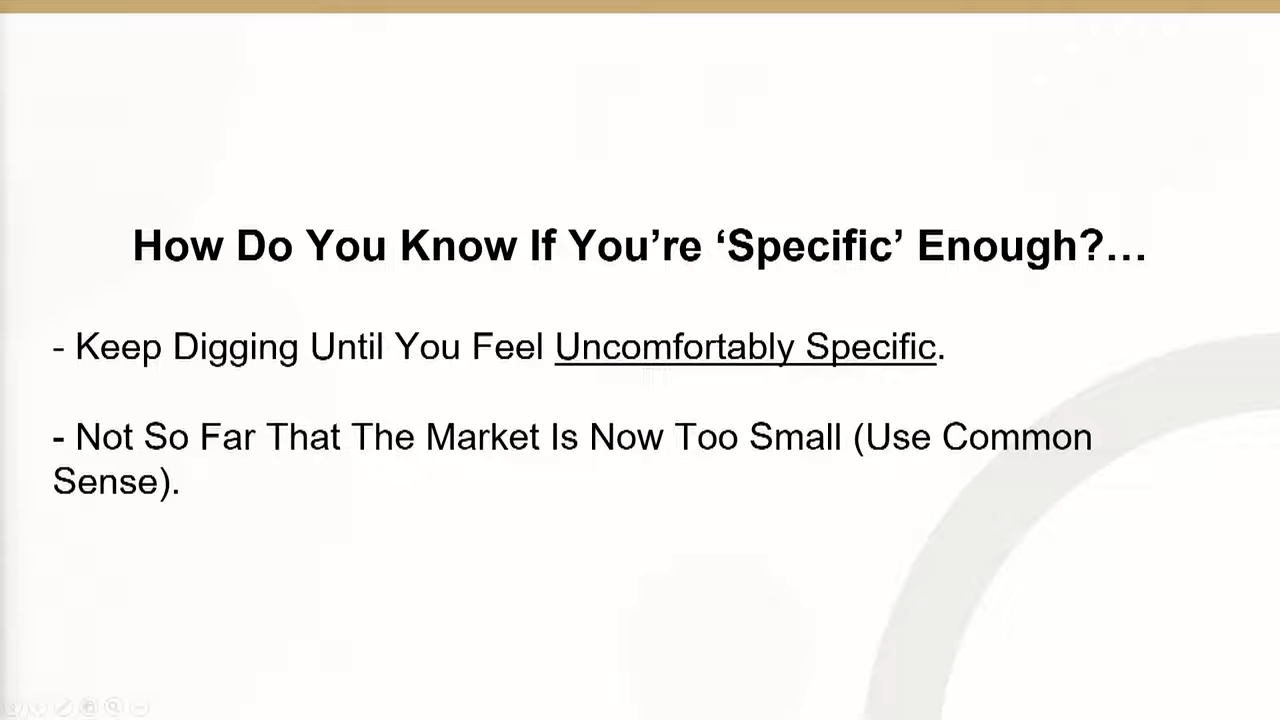 How Do You Know If You’re ‘Specific’ Enough?…
- Keep Digging Until You Feel Uncomfortably Specific.
- Not So Far That The Market Is Now Too Small (Use Common
Sense).